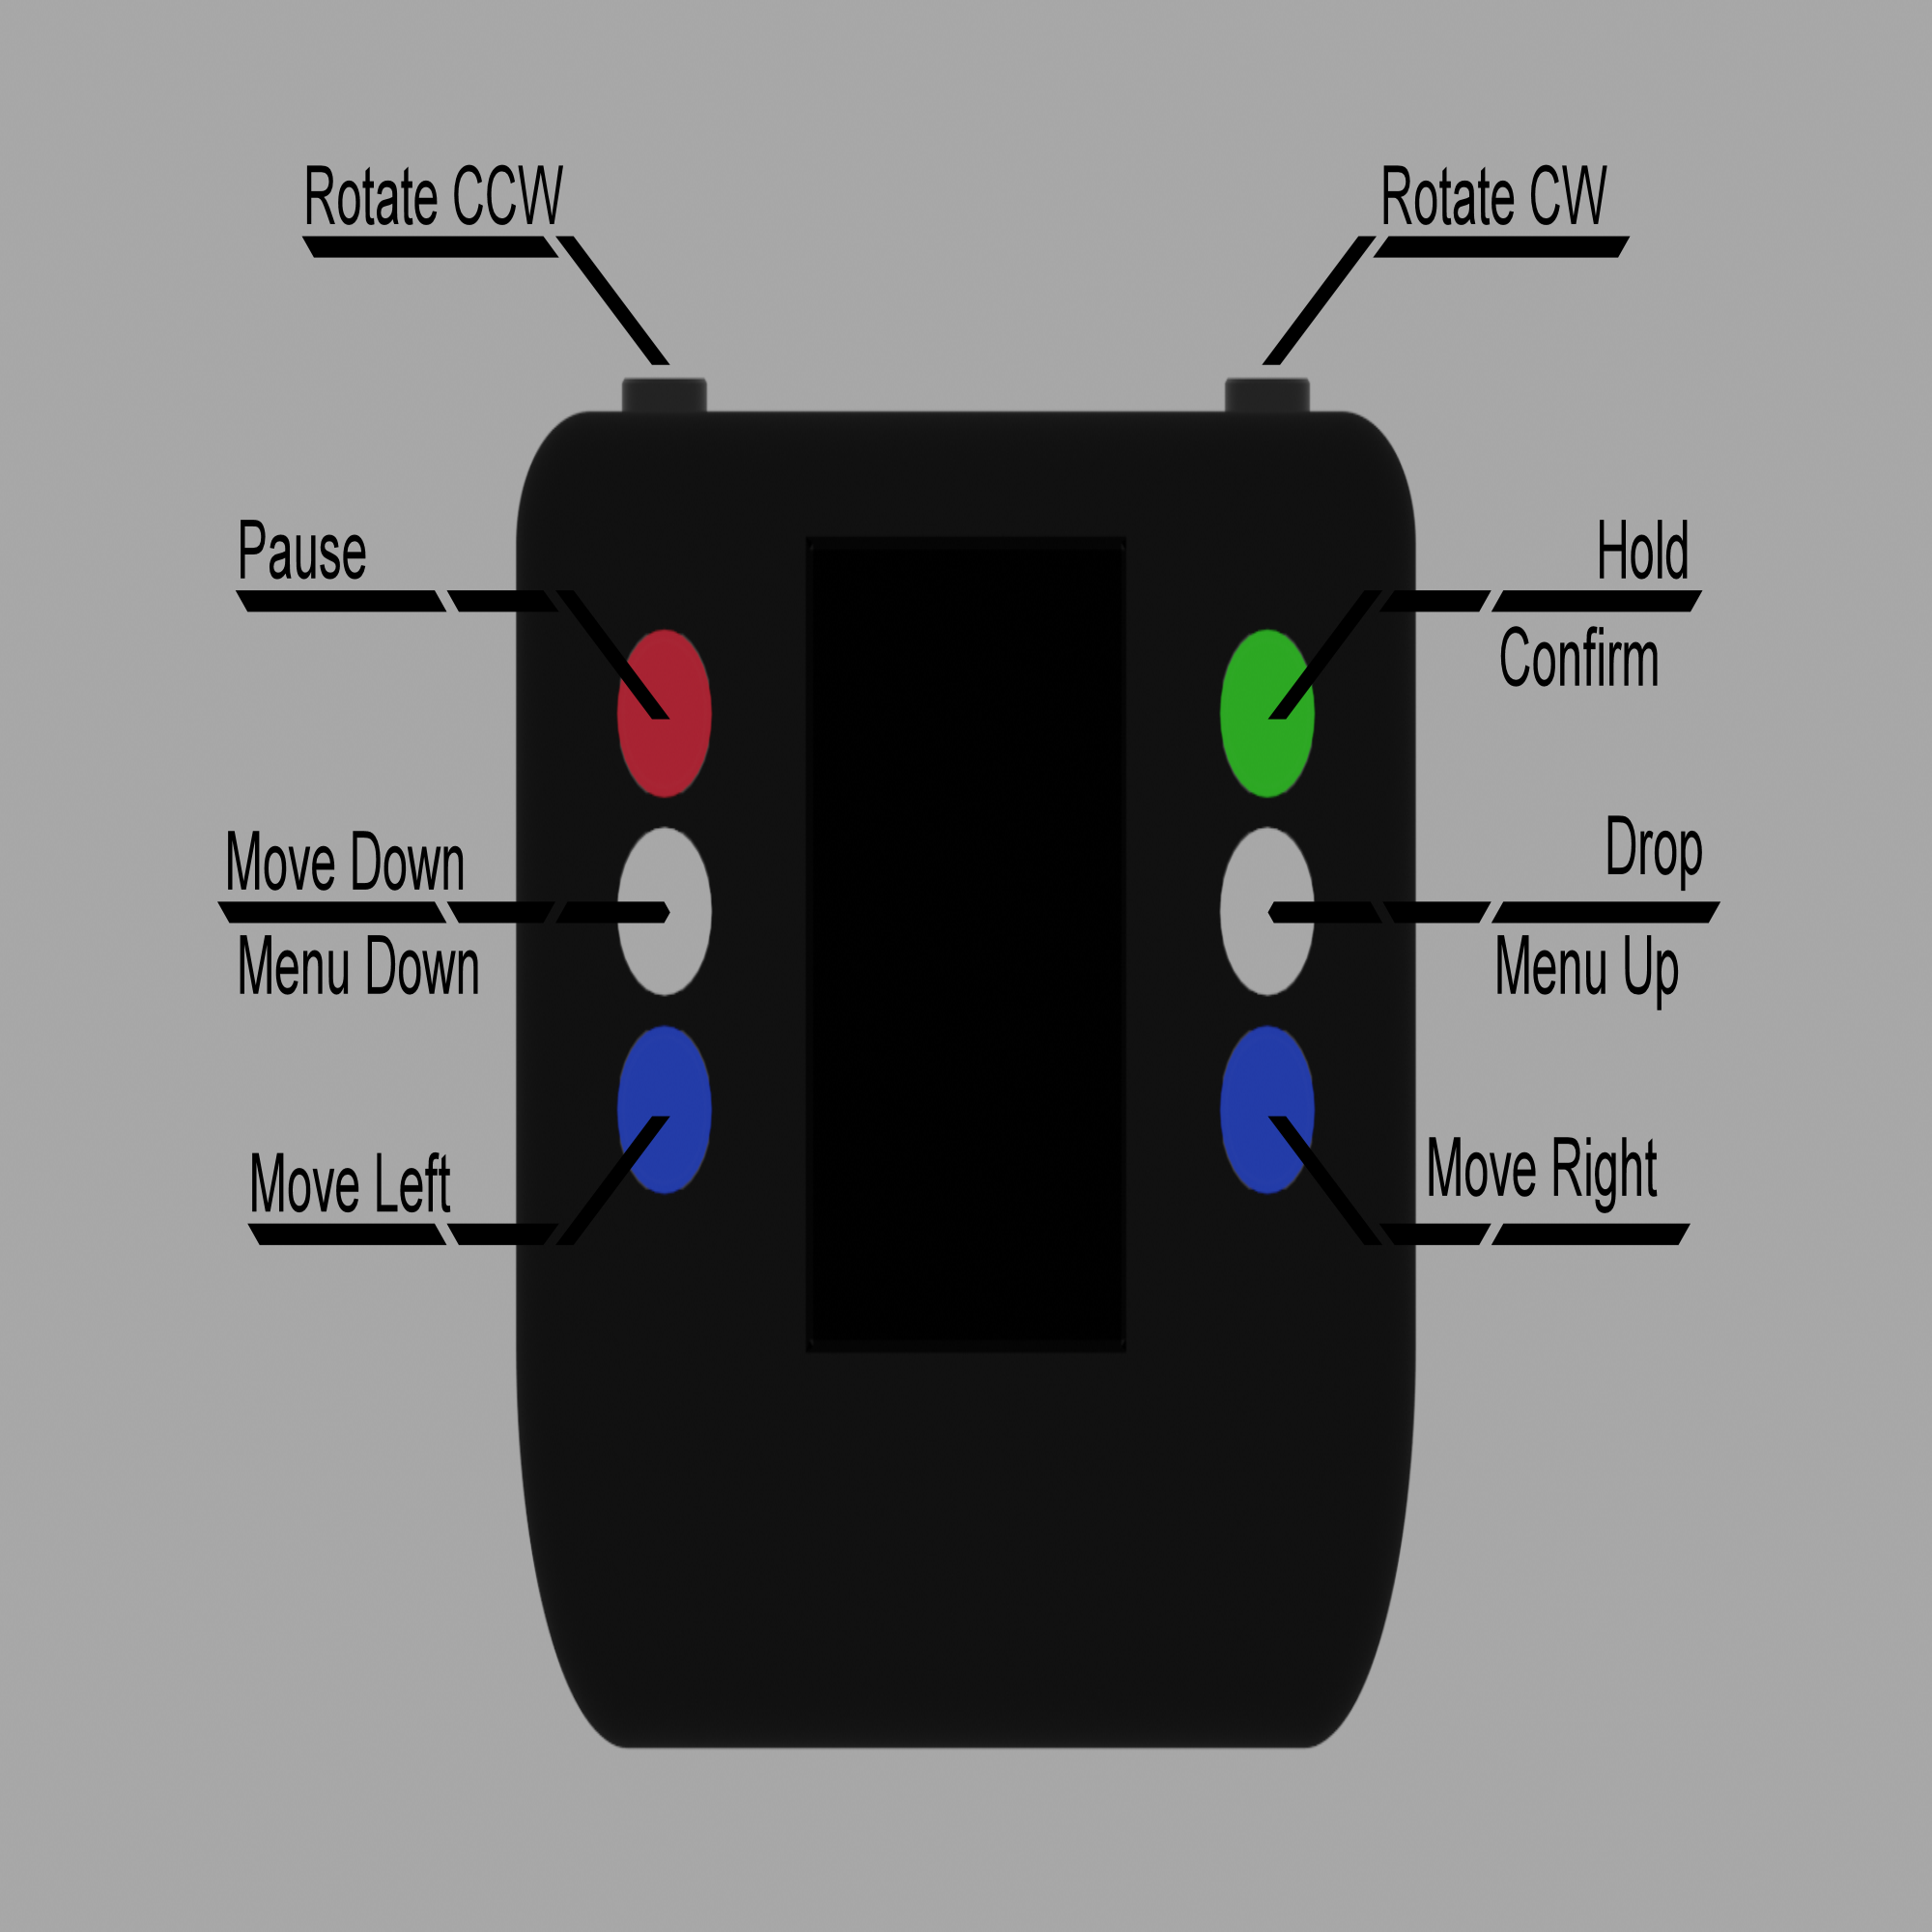 Rotate CCW
Rotate CW
Pause
Hold
Confirm
Move Down
Drop
Menu Down
Menu Up
Move Left
Move Right